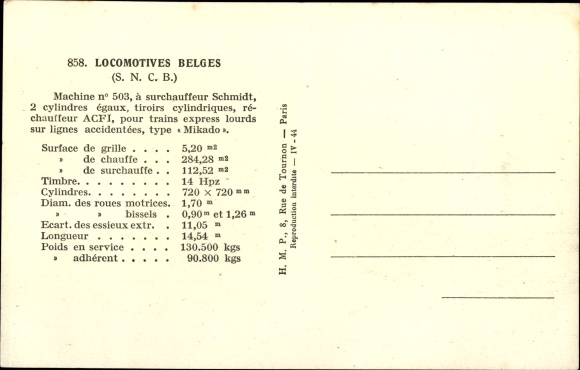 858. LOCOMOTIVES BELGES
(S. N. C. B.)
Machine nº 503, à surchauffeur Schmidt,
2 cylindres égaux, tiroirs cylindriques, ré-
chauffeur ACFI, pour trains express lourds
sur lignes accidentées, type « Mikado ».
Surface de grille . . . . 5,20 m2
» de chauffe . . . 284,28 m2
» de surchauffe . . 112,52 m2
Timbre. . . . . . . . . 14 Hpz
Cylindres. . . . . . . . 720 × 720 mm
Diam. des roues motrices. 1,70 m
» » bissels . 0,90 m et 1,26 m
Ecart. des essieux extr. . 11,05 m
Longueur . . . . . . . 14,54 m
Poids en service . . . . 130.500 kgs
» adhérent . . . . . 90.800 kgs
H. M. P., 8, Rue de Tournon — Paris
Reproduction interdite — IV - 44